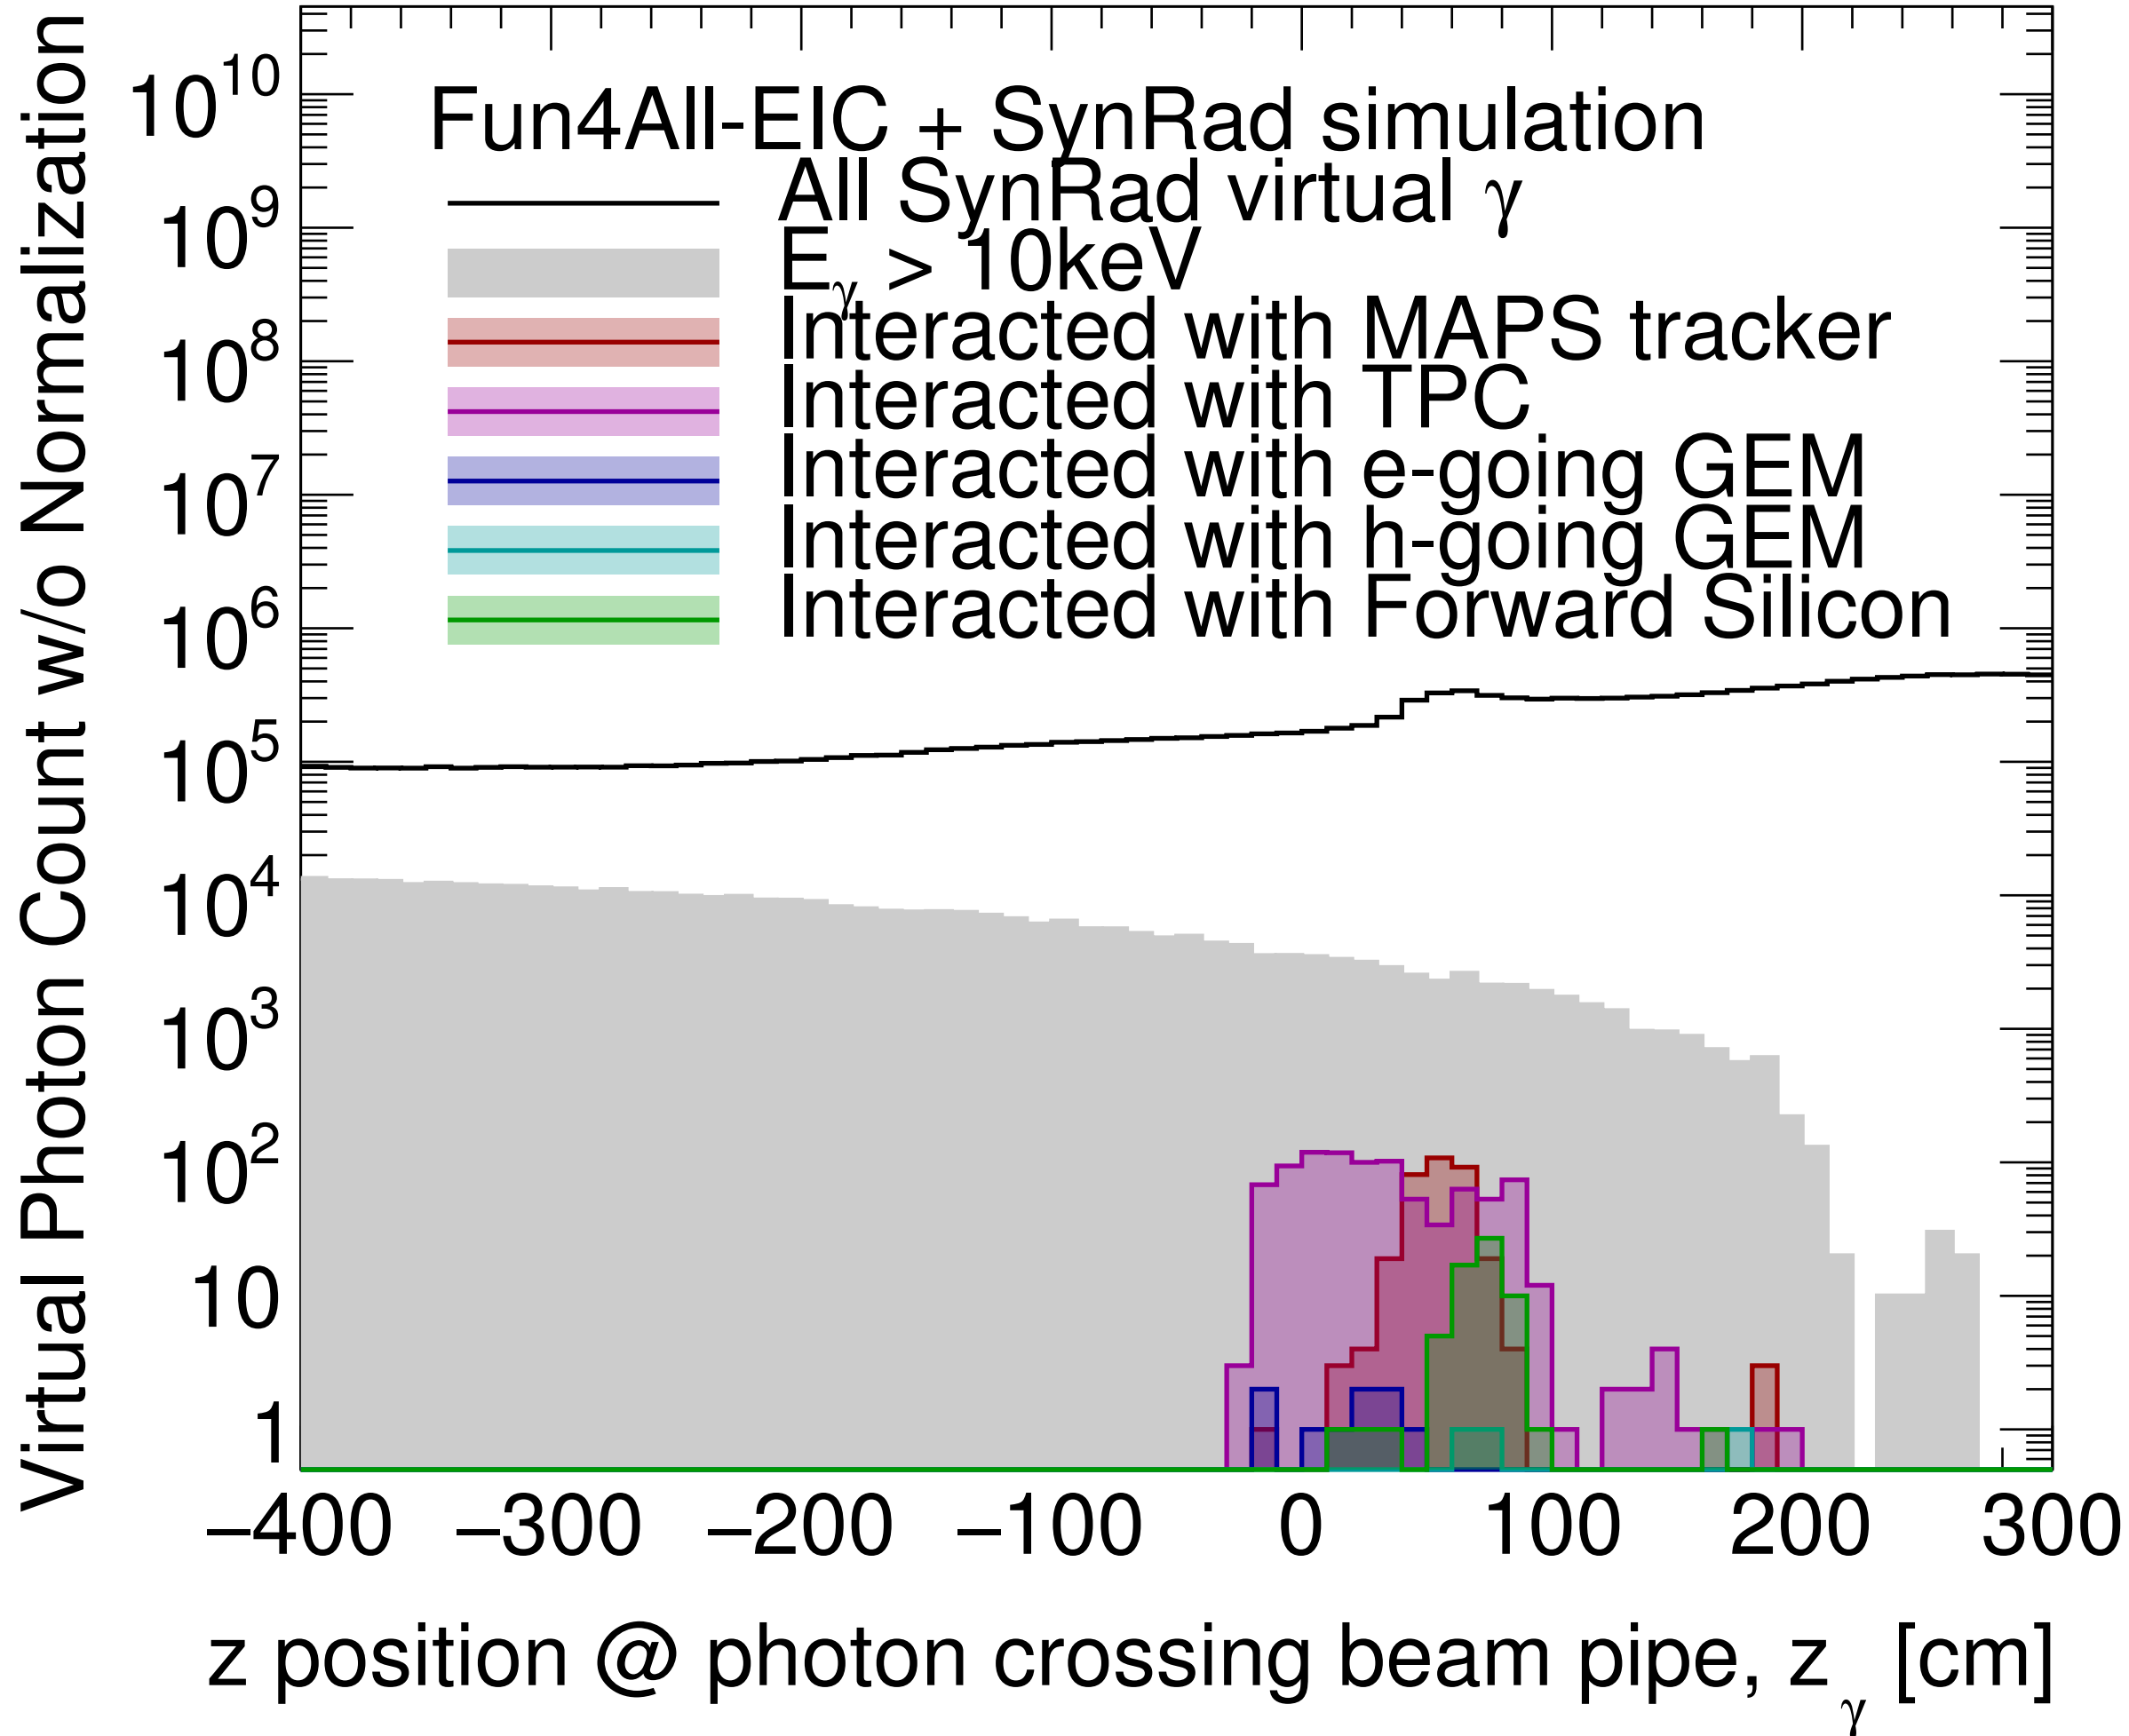 Virtual Photon Count w/o Normalization
10^10
10^9
10^8
10^7
10^6
10^5
10^4
10^3
10^2
10
1
Fun4All-EIC + SynRad simulation
All SynRad virtual γ
E_γ > 10keV
Interacted with MAPS tracker
Interacted with TPC
Interacted with e-going GEM
Interacted with h-going GEM
Interacted with Forward Silicon
−400 −300 −200 −100 0 100 200 300
z position @ photon crossing beam pipe, z_γ [cm]